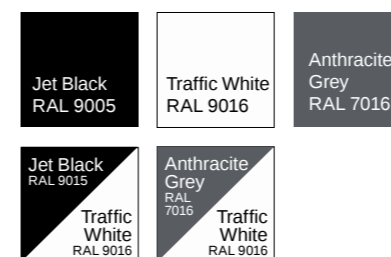 Jet Black
RAL 9005
Traffic White
RAL 9016
Anthracite
Grey
RAL 7016
Jet Black
RAL 9015
Traffic
White
RAL 9016
Anthracite
Grey
RAL
7016
Traffic
White
RAL 9016